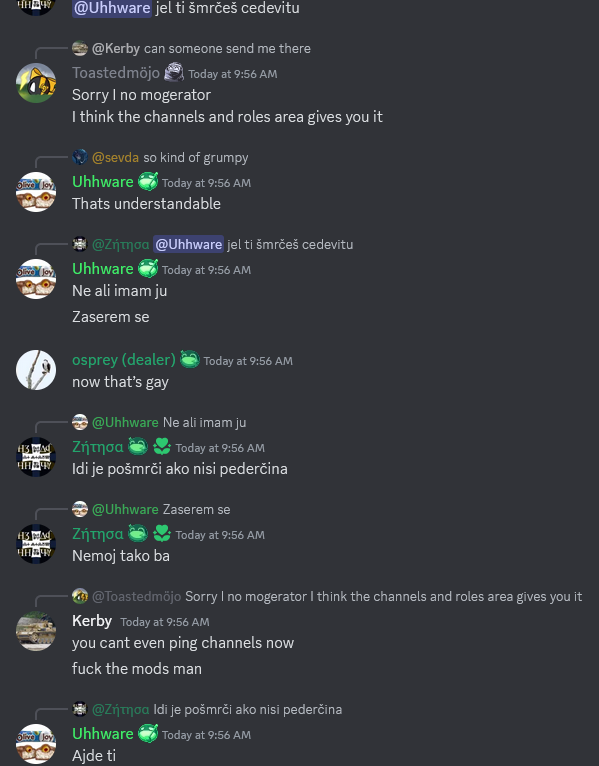 @Uhhware jel ti šmrčeš cedevitu
@Kerby can someone send me there
Toastedmöjo Today at 9:56 AM
Sorry I no mogerator
I think the channels and roles area gives you it
@sevda so kind of grumpy
Uhhware Today at 9:56 AM
Thats understandable
@Ζήτησα @Uhhware jel ti šmrčeš cedevitu
Uhhware Today at 9:56 AM
Ne ali imam ju
Zaserem se
osprey (dealer) Today at 9:56 AM
now that’s gay
@Uhhware Ne ali imam ju
Ζήτησα Today at 9:56 AM
Idi je pošmrči ako nisi pederčina
@Uhhware Zaserem se
Ζήτησα Today at 9:56 AM
Nemoj tako ba
@Toastedmöjo Sorry I no mogerator I think the channels and roles area gives you it
Kerby Today at 9:56 AM
you cant even ping channels now
fuck the mods man
@Ζήτησα Idi je pošmrči ako nisi pederčina
Uhhware Today at 9:56 AM
Ajde ti